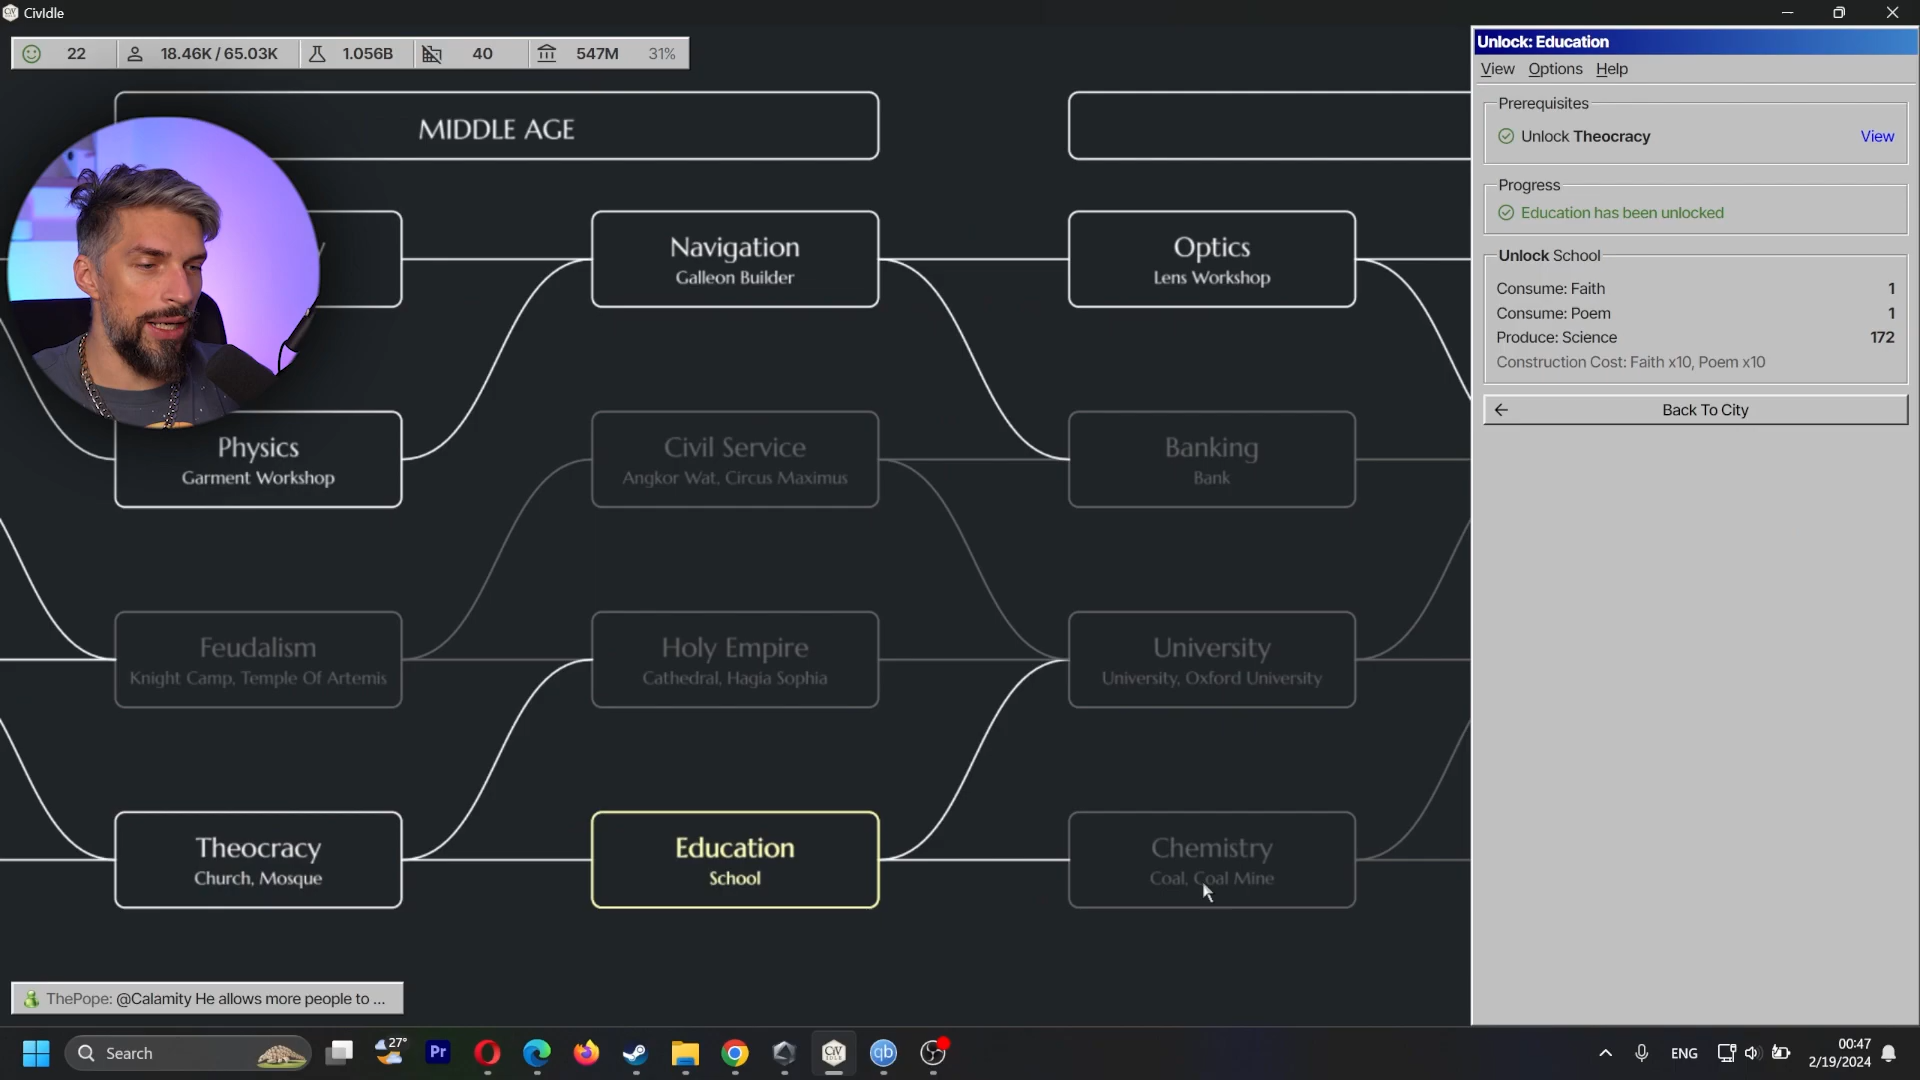 CivIdle
22
18.46K / 65.03K
1.056B
40
547M
31%
MIDDLE AGE
Navigation
Galleon Builder
Optics
Lens Workshop
Physics
Garment Workshop
Civil Service
Angkor Wat, Circus Maximus
Banking
Bank
Feudalism
Knight Camp, Temple Of Artemis
Holy Empire
Cathedral, Hagia Sophia
University
University, Oxford University
Theocracy
Church, Mosque
Education
School
Chemistry
Coal, Coal Mine
ThePope: @Calamity He allows more people to ...
Unlock: Education
View Options Help
Prerequisites
Unlock Theocracy View
Progress
Education has been unlocked
Unlock School
Consume: Faith 1
Consume: Poem 1
Produce: Science 172
Construction Cost: Faith x10, Poem x10
Back To City
Search
27°
Pr
CIV
IDLE
qb
ENG
00:47
2/19/2024